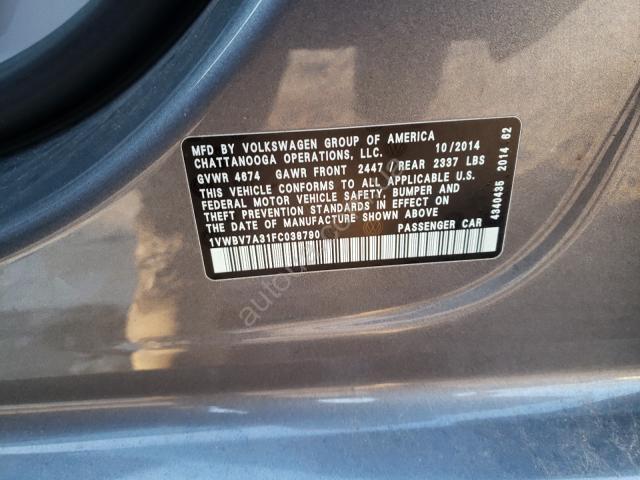 MFD BY VOLKSWAGEN GROUP OF AMERICA
CHATTANOOGA OPERATIONS, LLC. 10/2014
GVWR 4674 GAWR FRONT 2447 REAR 2337 LBS
THIS VEHICLE CONFORMS TO ALL APPLICABLE U.S.
FEDERAL MOTOR VEHICLE SAFETY, BUMPER AND
THEFT PREVENTION STANDARDS IN EFFECT ON
THE DATE OF MANUFACTURE SHOWN ABOVE
1VWBV7A31FC038790 PASSENGER CAR
4340435 2014 62